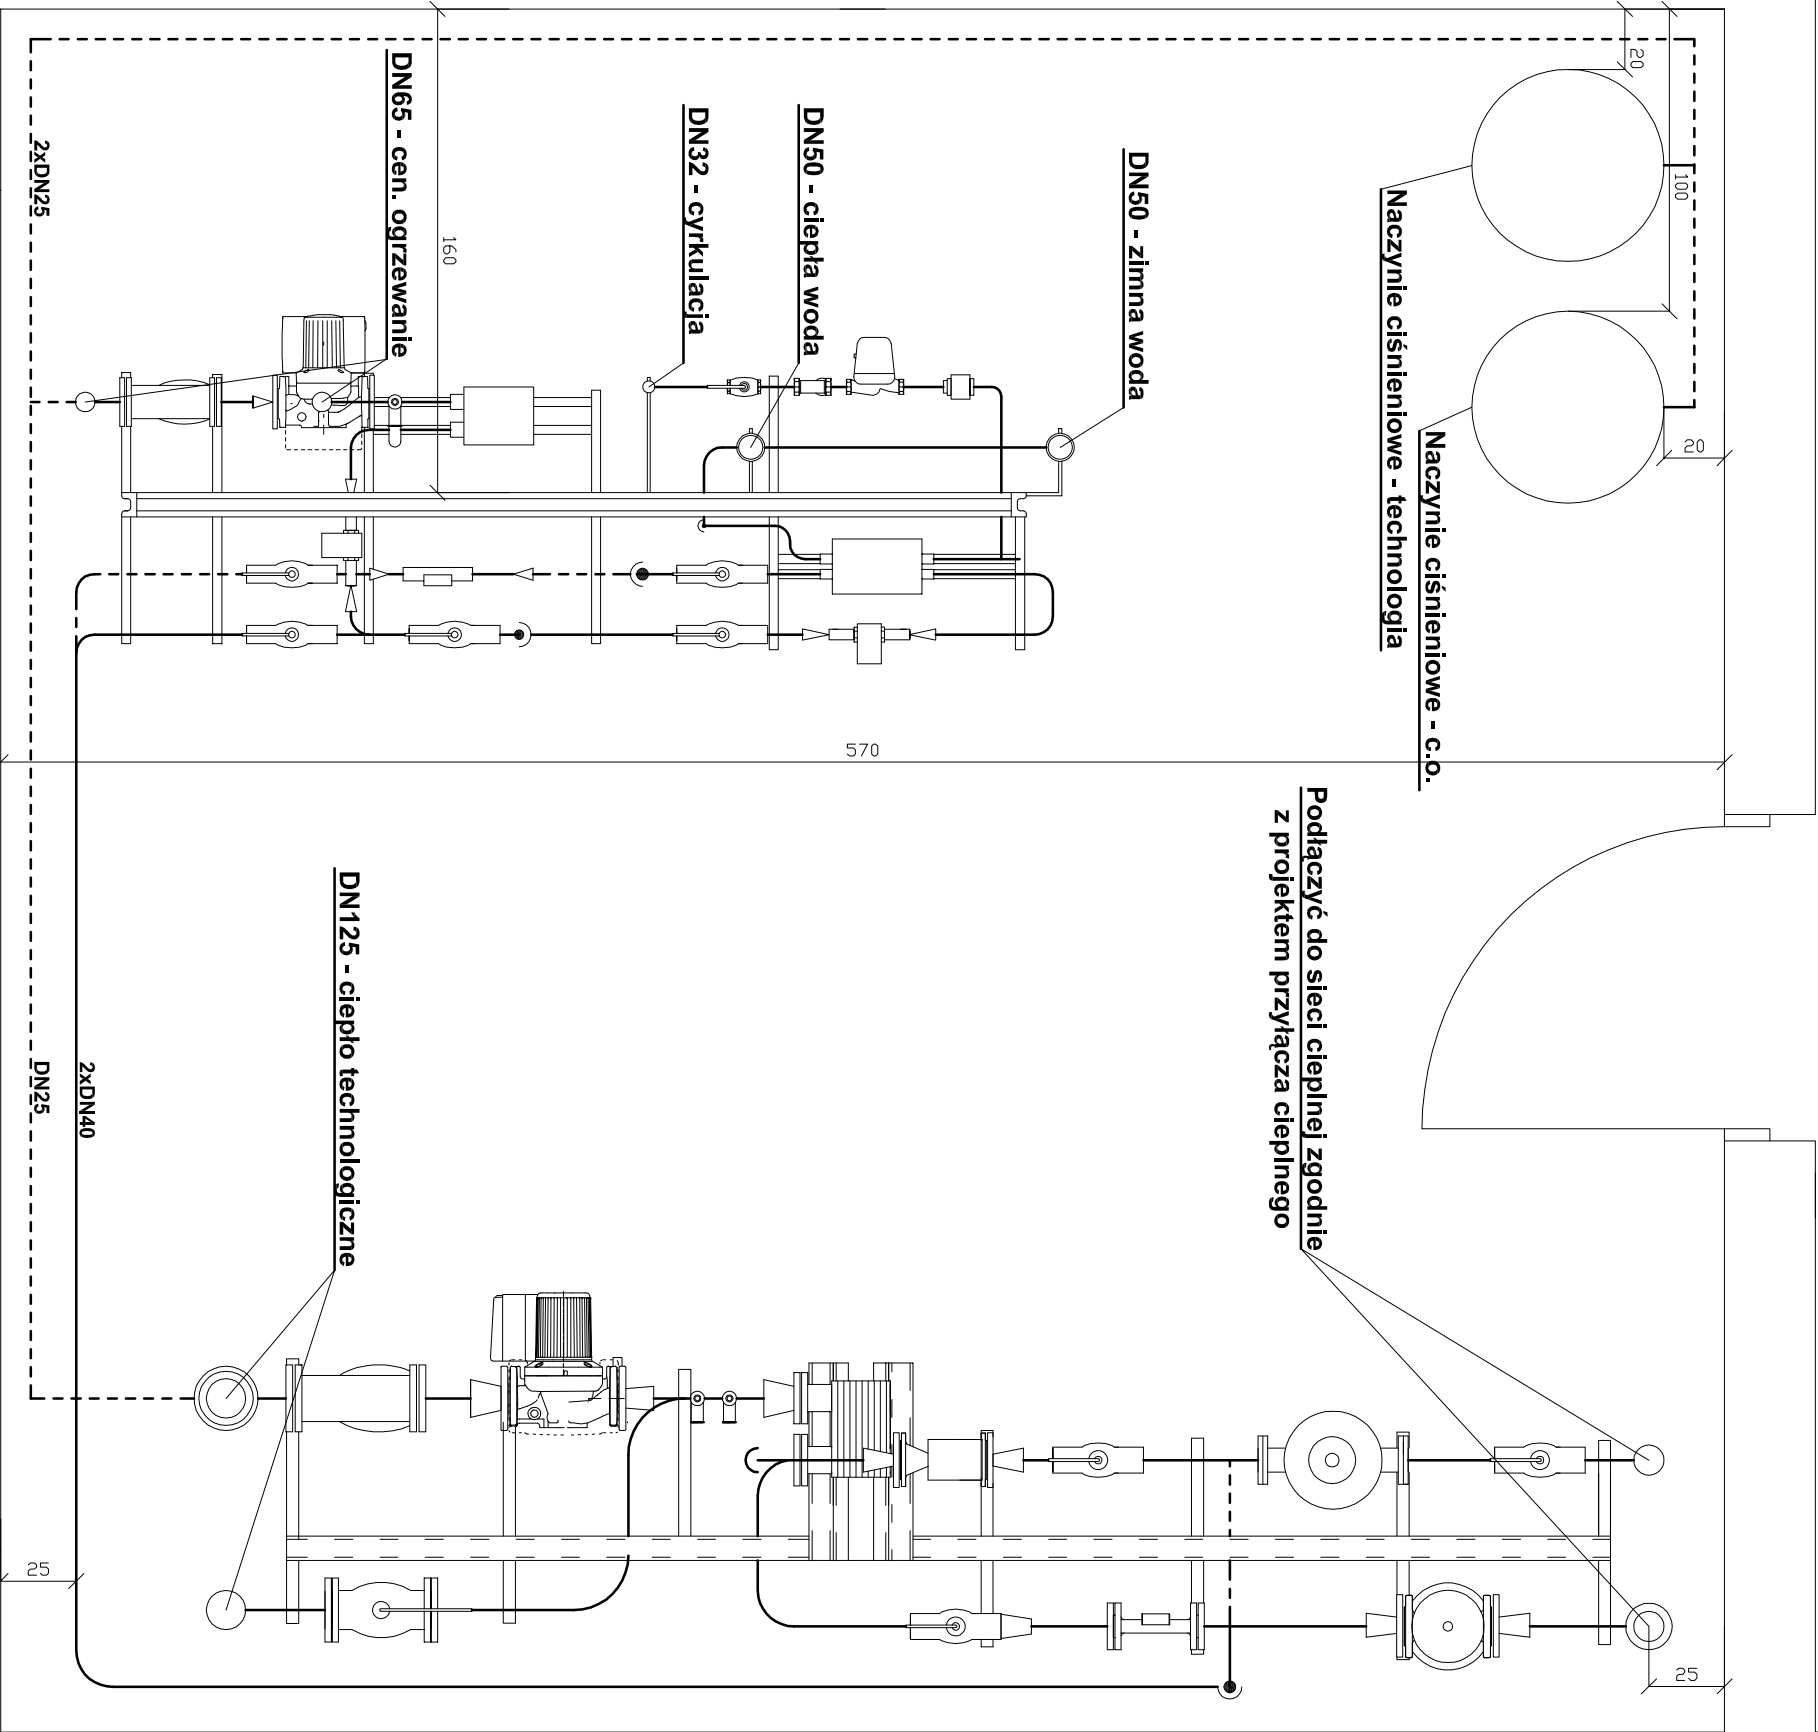 20
100
20
Naczynie ciśnieniowe - technologia
Naczynie ciśnieniowe - c.o.
DN50 - zimna woda
DN50 - ciepła woda
DN32 - cyrkulacja
DN65 - cen. ogrzewanie
160
2xDN25
570
Podłączyć do sieci cieplnej zgodnie
z projektem przyłącza cieplnego
DN125 - ciepło technologiczne
2xDN40
DN25
25
25